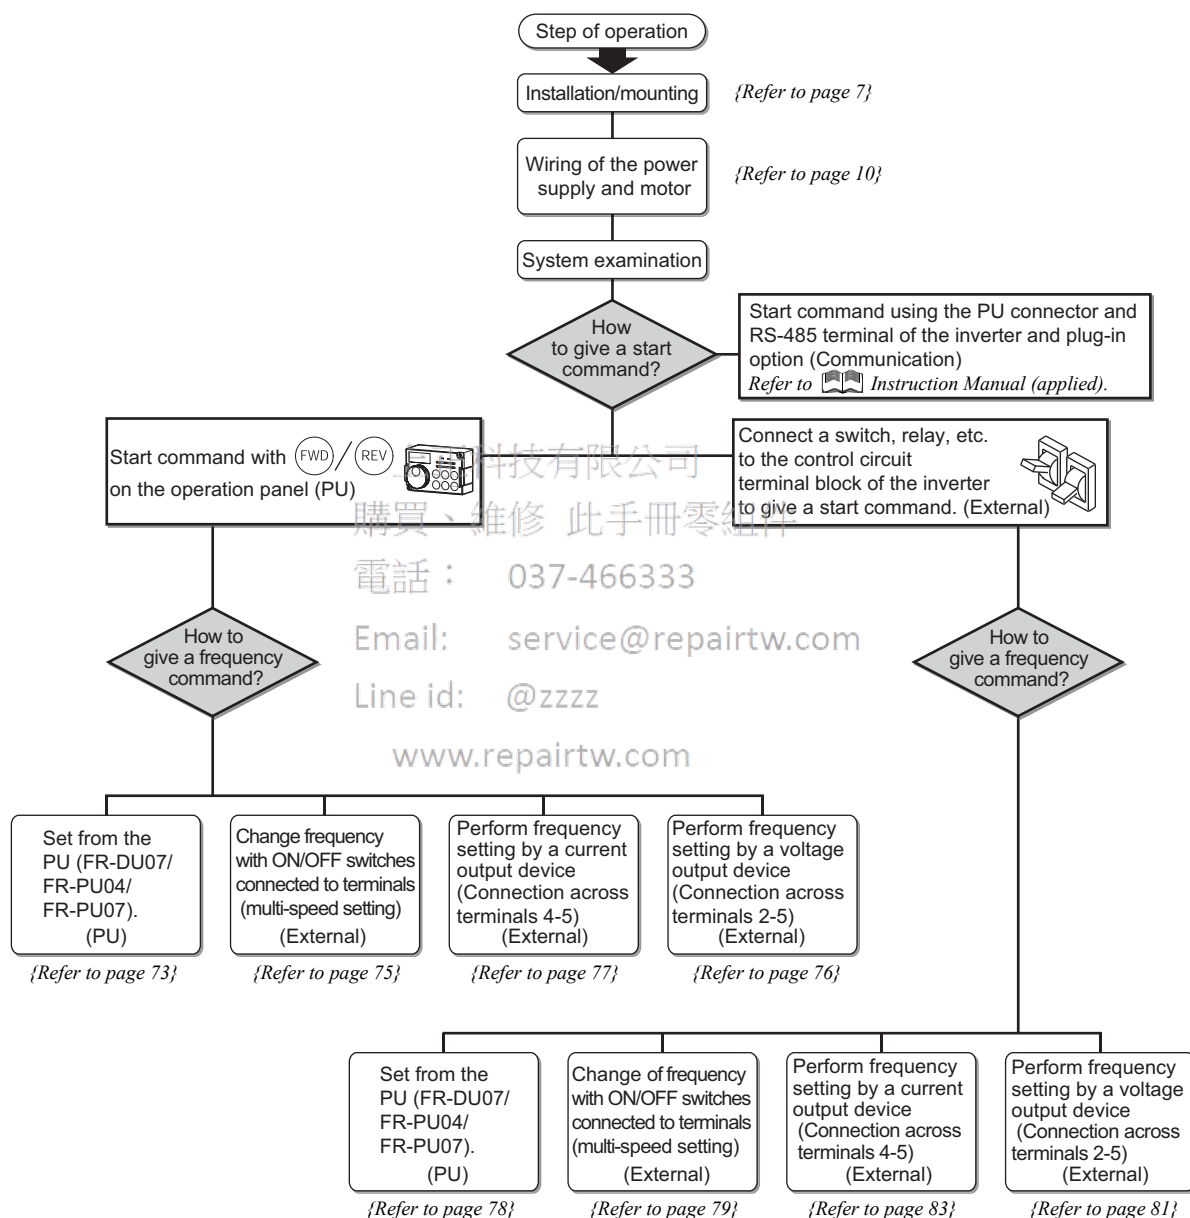 Step of operation
Installation/mounting
{Refer to page 7}
Wiring of the power
supply and motor
{Refer to page 10}
System examination
How
to give a start
command?
Start command using the PU connector and
RS-485 terminal of the inverter and plug-in
option (Communication)
Refer to Instruction Manual (applied).
Start command with FWD / REV
on the operation panel (PU)
Connect a switch, relay, etc.
to the control circuit
terminal block of the inverter
to give a start command. (External)
科技有限公司
購買、維修 此手冊零組件
電話： 037-466333
Email: service@repairtw.com
Line id: @zzzz
www.repairtw.com
How to
give a frequency
command?
How to
give a frequency
command?
Set from the
PU (FR-DU07/
FR-PU04/
FR-PU07).
(PU)
{Refer to page 73}
Change frequency
with ON/OFF switches
connected to terminals
(multi-speed setting)
(External)
{Refer to page 75}
Perform frequency
setting by a current
output device
(Connection across
terminals 4-5)
(External)
{Refer to page 77}
Perform frequency
setting by a voltage
output device
(Connection across
terminals 2-5)
(External)
{Refer to page 76}
Set from the
PU (FR-DU07/
FR-PU04/
FR-PU07).
(PU)
{Refer to page 78}
Change of frequency
with ON/OFF switches
connected to terminals
(multi-speed setting)
(External)
{Refer to page 79}
Perform frequency
setting by a current
output device
(Connection across
terminals 4-5)
(External)
{Refer to page 83}
Perform frequency
setting by a voltage
output device
(Connection across
terminals 2-5)
(External)
{Refer to page 81}